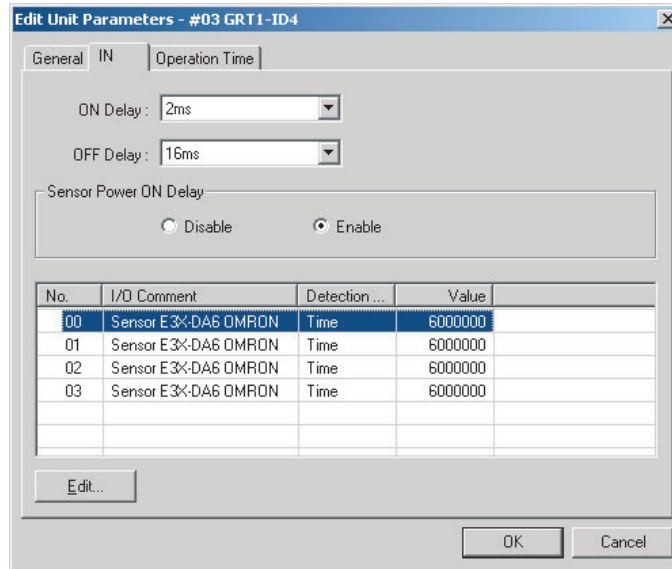 Edit Unit Parameters - #03 GRT1-ID4
General IN Operation Time
ON Delay : 2ms
OFF Delay : 16ms
Sensor Power ON Delay
Disable Enable
No. I/O Comment Detection ... Value
00 Sensor E3X-DA6 OMRON Time 6000000
01 Sensor E3X-DA6 OMRON Time 6000000
02 Sensor E3X-DA6 OMRON Time 6000000
03 Sensor E3X-DA6 OMRON Time 6000000
Edit...
OK Cancel